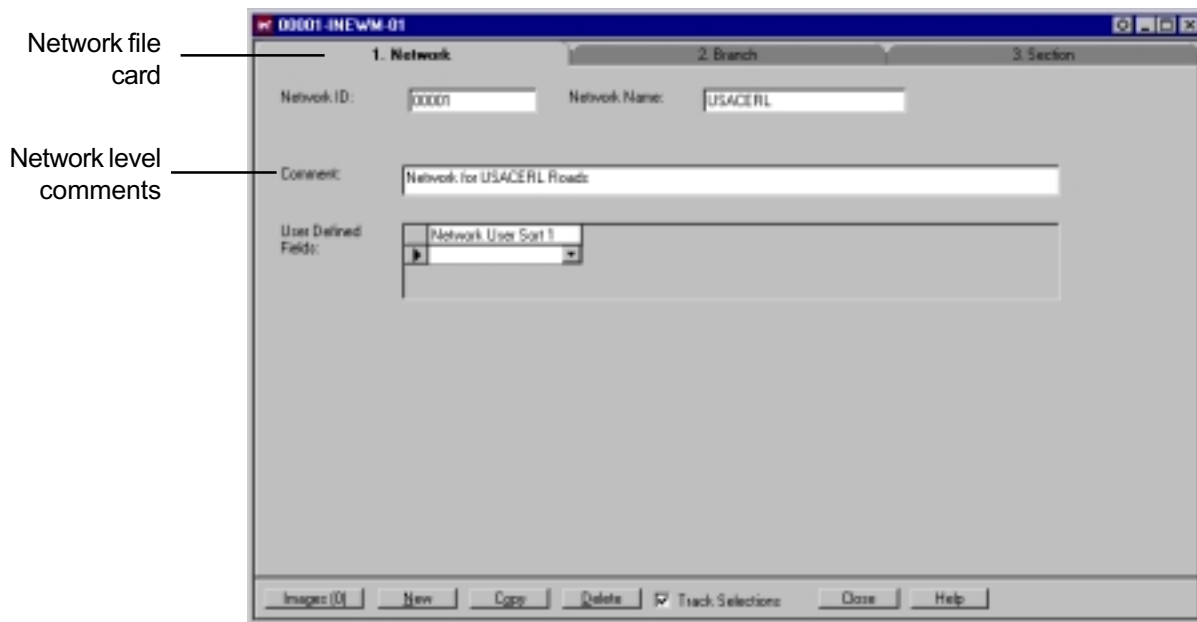 Network file
card
Network level
comments
00001-INEWM-01
1. Network 2. Branch 3. Section
Network ID: 00001 Network Name: USACERL
Comment: Network for USACERL Roads
User Defined
Fields:
Network User Sort 1
Images (0) New Copy Delete Track Selections Close Help